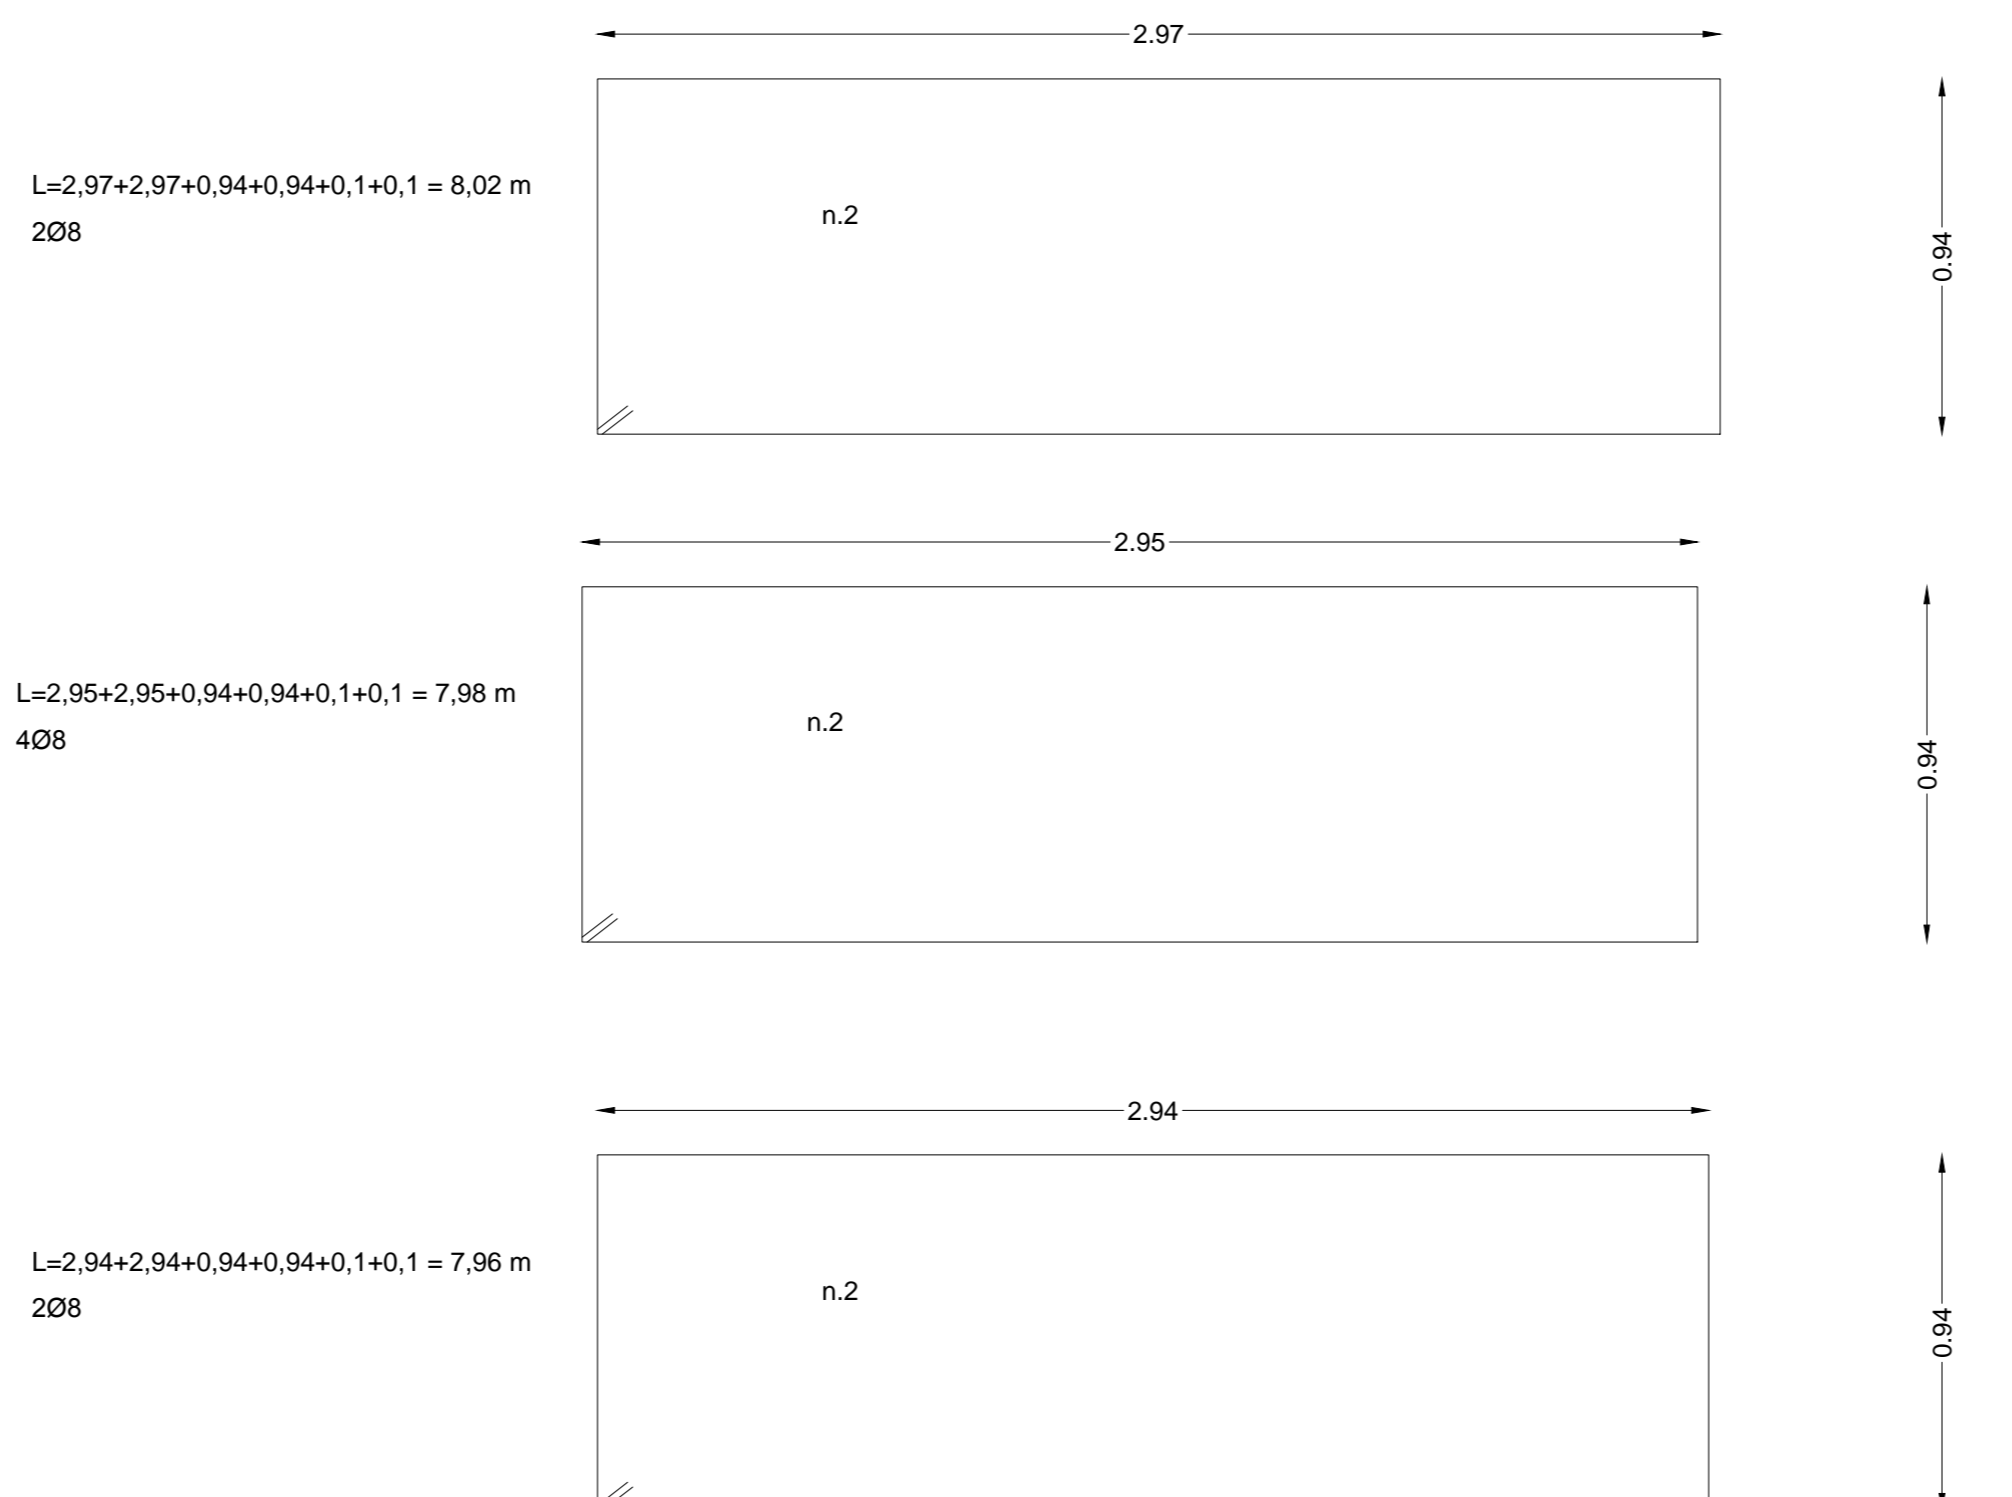 2.97
L=2,97+2,97+0,94+0,94+0,1+0,1 = 8,02 m
2Ø8
n.2
0.94
2.95
L=2,95+2,95+0,94+0,94+0,1+0,1 = 7,98 m
4Ø8
n.2
0.94
2.94
L=2,94+2,94+0,94+0,94+0,1+0,1 = 7,96 m
2Ø8
n.2
0.94